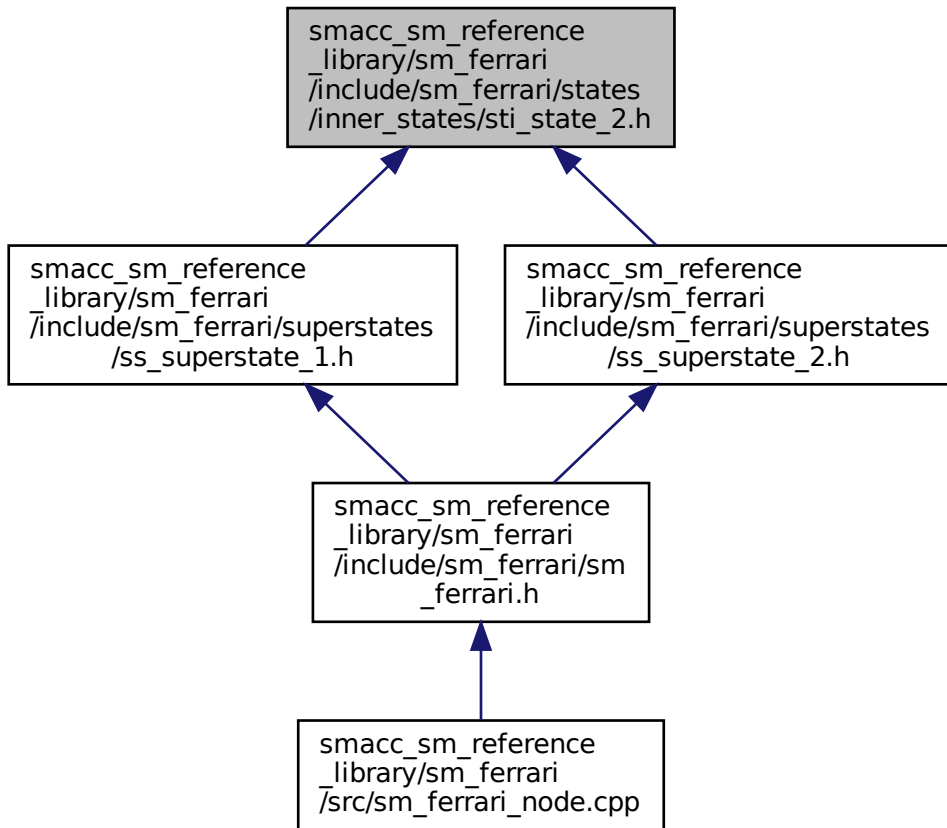 smacc_sm_reference
_library/sm_ferrari
/include/sm_ferrari/states
/inner_states/sti_state_2.h
smacc_sm_reference
_library/sm_ferrari
/include/sm_ferrari/superstates
/ss_superstate_1.h
smacc_sm_reference
_library/sm_ferrari
/include/sm_ferrari/superstates
/ss_superstate_2.h
smacc_sm_reference
_library/sm_ferrari
/include/sm_ferrari/sm
_ferrari.h
smacc_sm_reference
_library/sm_ferrari
/src/sm_ferrari_node.cpp